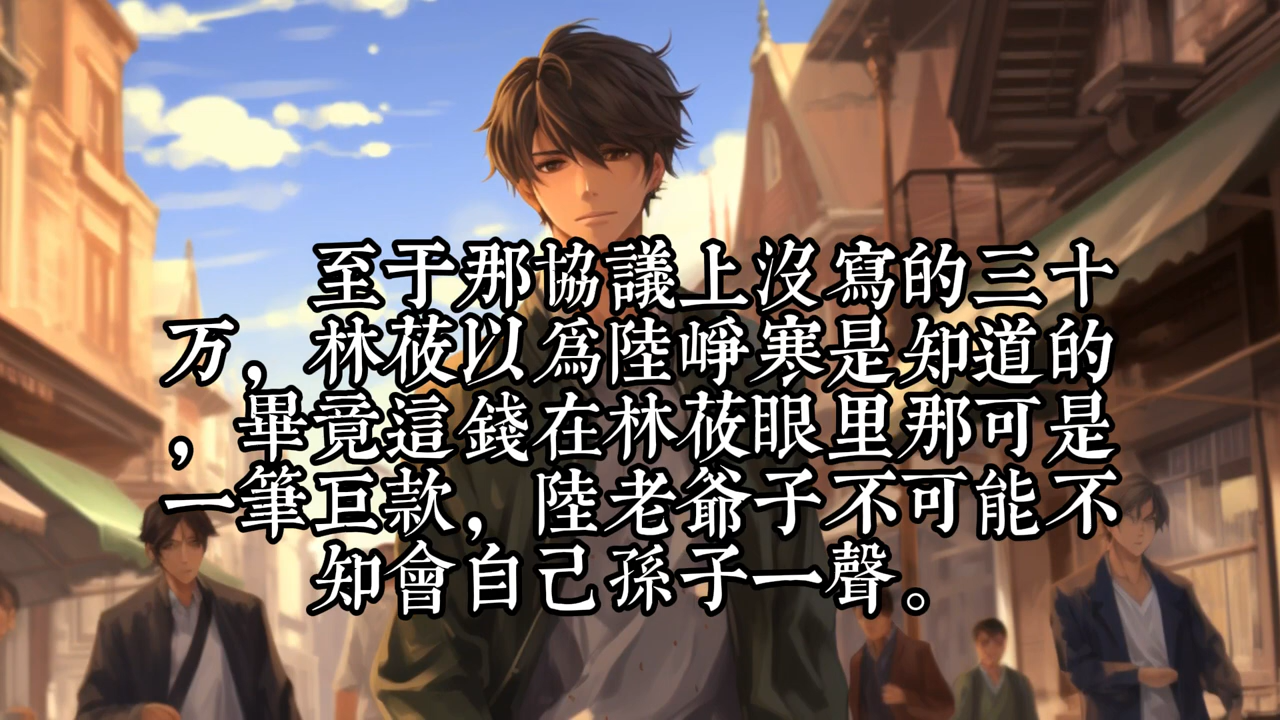 至于那協議上沒寫的三十
万，林莜以爲陸崢寒是知道的
，畢竟這錢在林莜眼里那可是
一筆巨款，陸老爺子不可能不
知會自己孫子一聲。